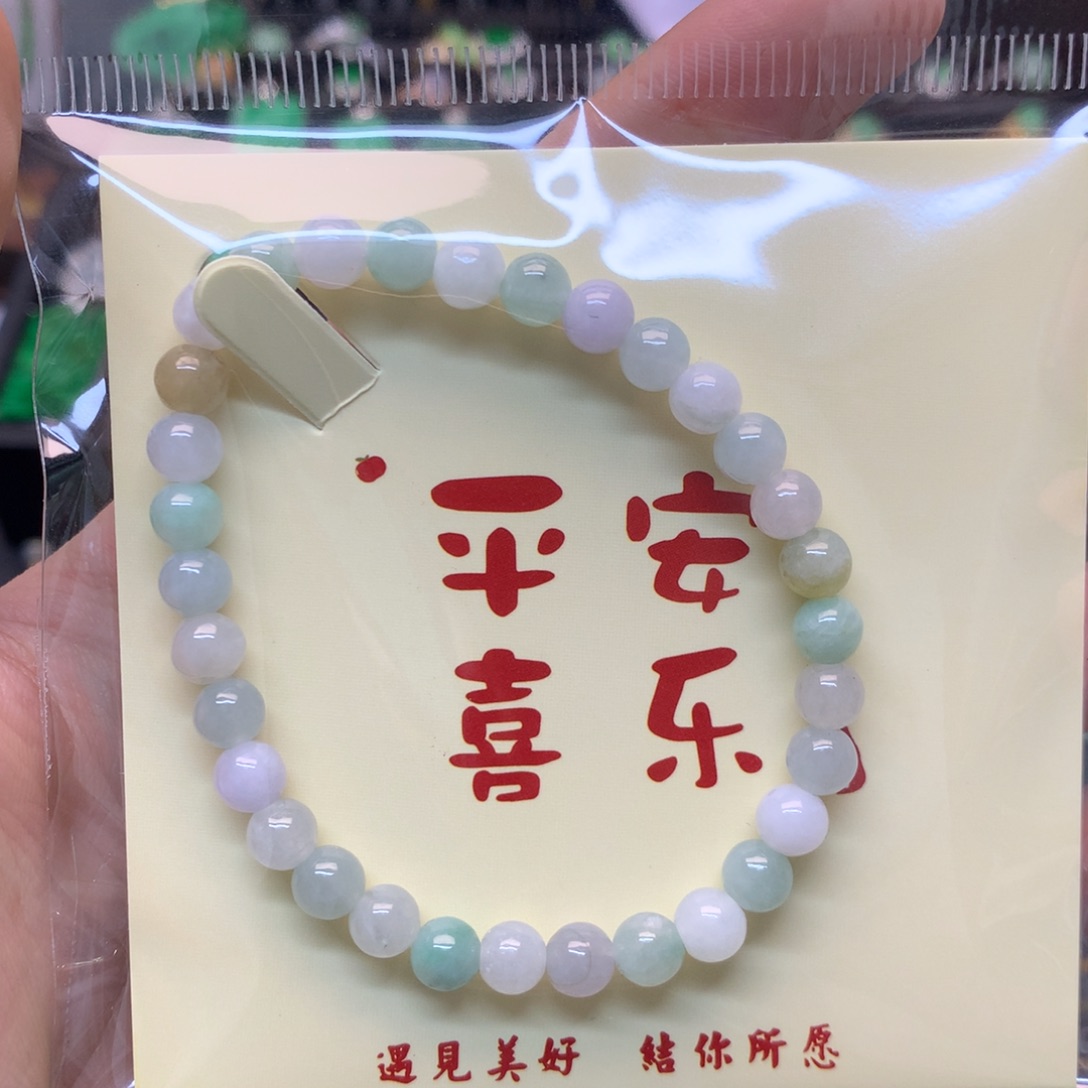 平安
喜乐
遇見美好 結你所愿